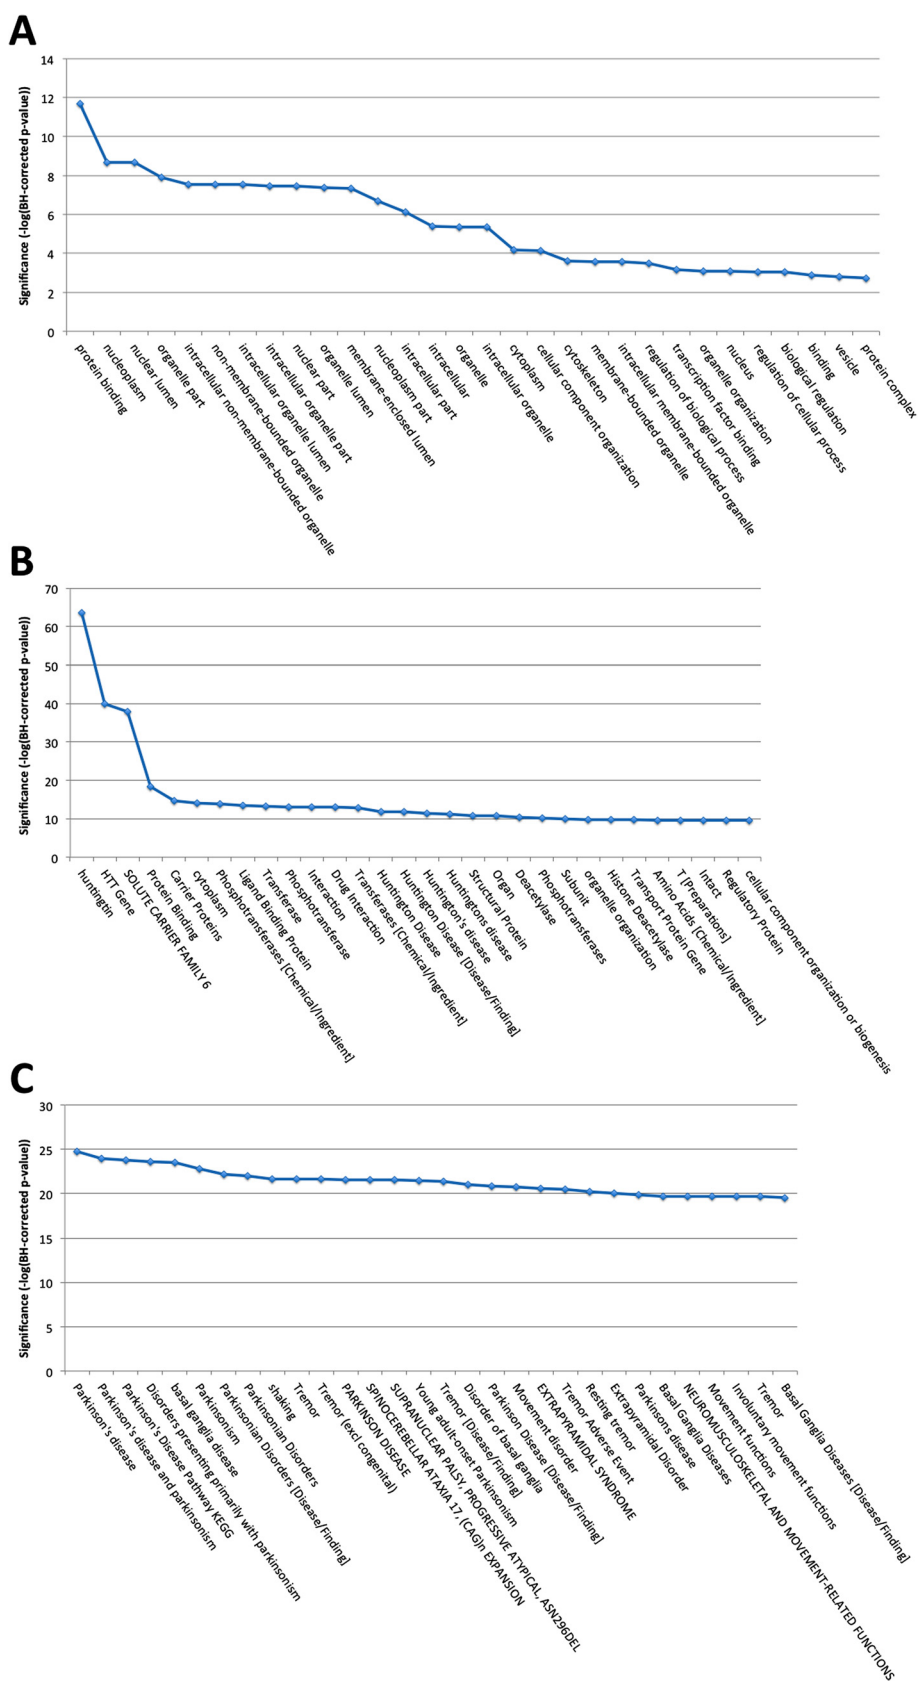 A
Significance (-log(BH-corrected p-value))
14
12
10
8
6
4
2
0
protein binding
nucleoplasm
nuclear lumen
organelle part
intracellular non-membrane-bounded organelle
non-membrane-bounded organelle
intracellular organelle lumen
intracellular organelle part
nuclear part
organelle lumen
membrane-enclosed lumen
nucleoplasm part
intracellular part
intracellular
organelle
intracellular organelle
cytoplasm
cellular component organization
cytoskeleton
membrane-bounded organelle
intracellular membrane-bounded organelle
regulation of biological process
transcription factor binding
organelle organization
nucleus
regulation of cellular process
biological regulation
binding
vesicle
protein complex
B
Significance (-log(BH-corrected p-value))
70
60
50
40
30
20
10
0
huntingtin
HTT Gene
SOLUTE CARRIER FAMILY 6
Protein Binding
Carrier Proteins
cytoplasm
Phosphotransferases [Chemical/Ingredient]
Ligand Binding Protein
Transferase
Phosphotransferase
Interaction
Drug Interaction
Transferases [Chemical/Ingredient]
Huntington Disease
Huntington Disease [Disease/Finding]
Huntington's disease
Huntingtons disease
Structural Protein
Organ
Deacetylase
Phosphotransferases
Subunit
organelle organization
Histone Deacetylase
Transport Protein Gene
Amino Acids [Chemical/Ingredient]
T [Preparations]
Intact
Regulatory Protein
cellular component organization or biogenesis
C
Significance (-log(BH-corrected p-value))
30
25
20
15
10
5
0
Parkinson's disease
Parkinson's disease and parkinsonism
Parkinson's Disease Pathway KEGG
Disorders presenting primarily with parkinsonism
basal ganglia disease
Parkinsonism
Parkinsonian Disorders [Disease/Finding]
Parkinsonian Disorders
shaking
Tremor
Tremor (excl congenital)
PARKINSON DISEASE
SPINOCEREBELLAR ATAXIA 17, (CAG)n EXPANSION
SUPRANUCLEAR PALSY, PROGRESSIVE ATYPICAL, ASN296DEL
Young adult-onset Parkinsonism
Tremor [Disease/Finding]
Disorder of basal ganglia
Parkinson Disease [Disease/Finding]
Movement disorder
EXTRAPYRAMIDAL SYNDROME
Tremor Adverse Event
Resting tremor
Extrapyramidal Disorder
Parkinsons disease
Basal Ganglia Diseases
NEUROMUSCULOSKELETAL AND MOVEMENT-RELATED FUNCTIONS
Movement functions
Involuntary movement functions
Tremor
Basal Ganglia Diseases [Disease/Finding]